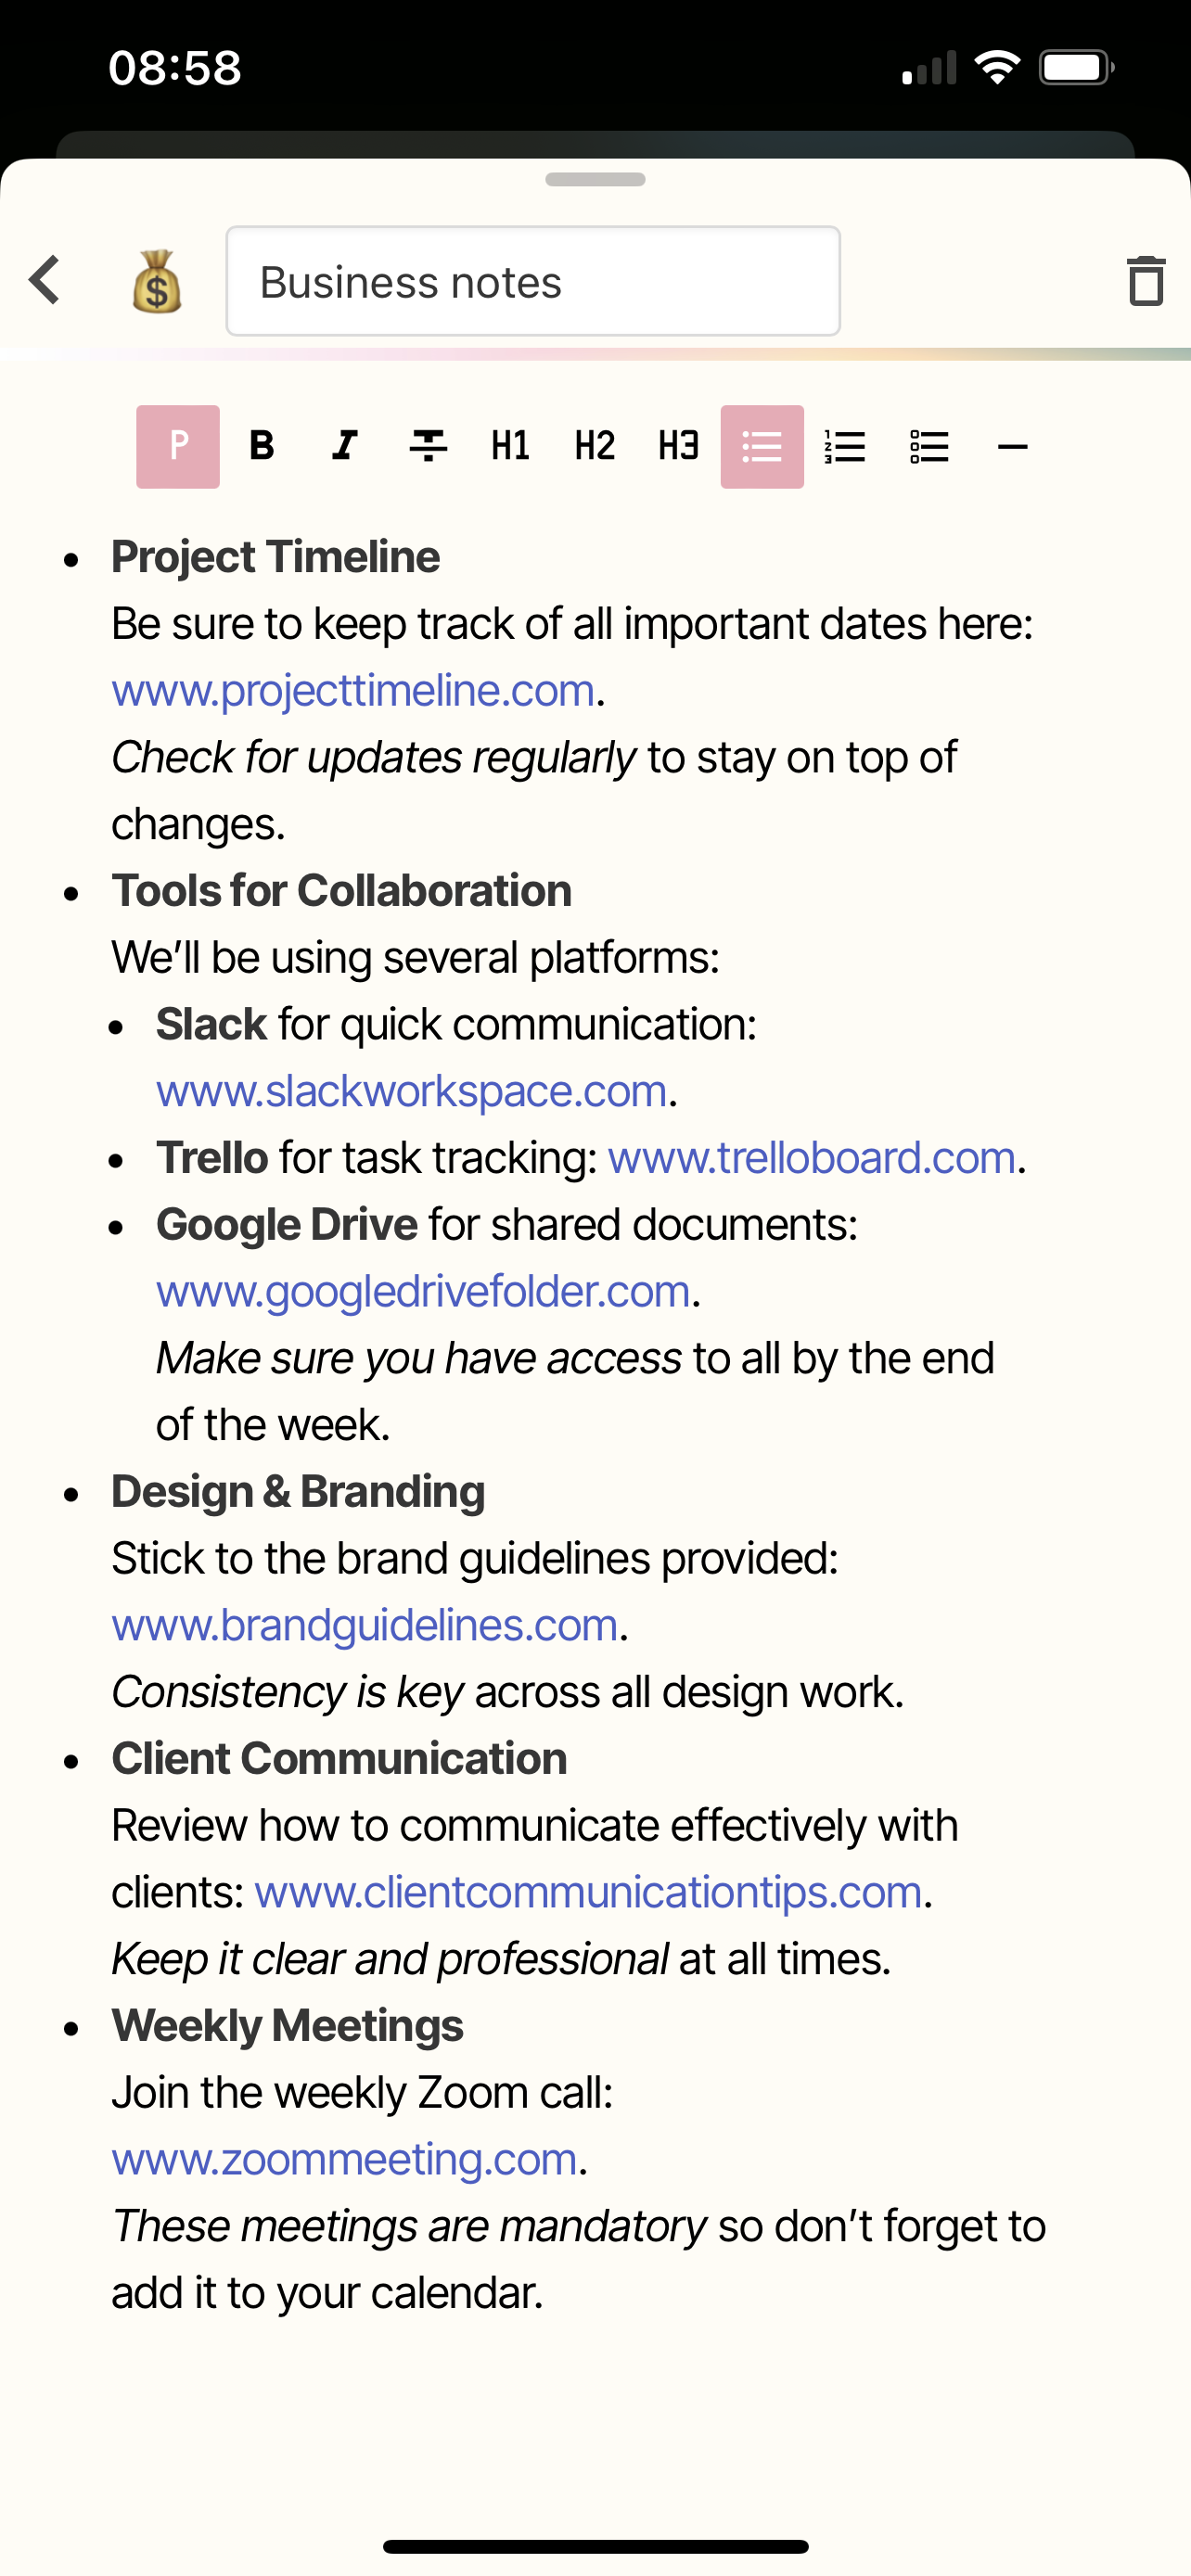 08:58
Business notes
P B I T H1 H2 H3
Project Timeline
Be sure to keep track of all important dates here:
www.projecttimeline.com.
Check for updates regularly to stay on top of
changes.
Tools for Collaboration
We’ll be using several platforms:
Slack for quick communication:
www.slackworkspace.com.
Trello for task tracking: www.trelloboard.com.
Google Drive for shared documents:
www.googledrivefolder.com.
Make sure you have access to all by the end
of the week.
Design & Branding
Stick to the brand guidelines provided:
www.brandguidelines.com.
Consistency is key across all design work.
Client Communication
Review how to communicate effectively with
clients: www.clientcommunicationtips.com.
Keep it clear and professional at all times.
Weekly Meetings
Join the weekly Zoom call:
www.zoommeeting.com.
These meetings are mandatory so don’t forget to
add it to your calendar.